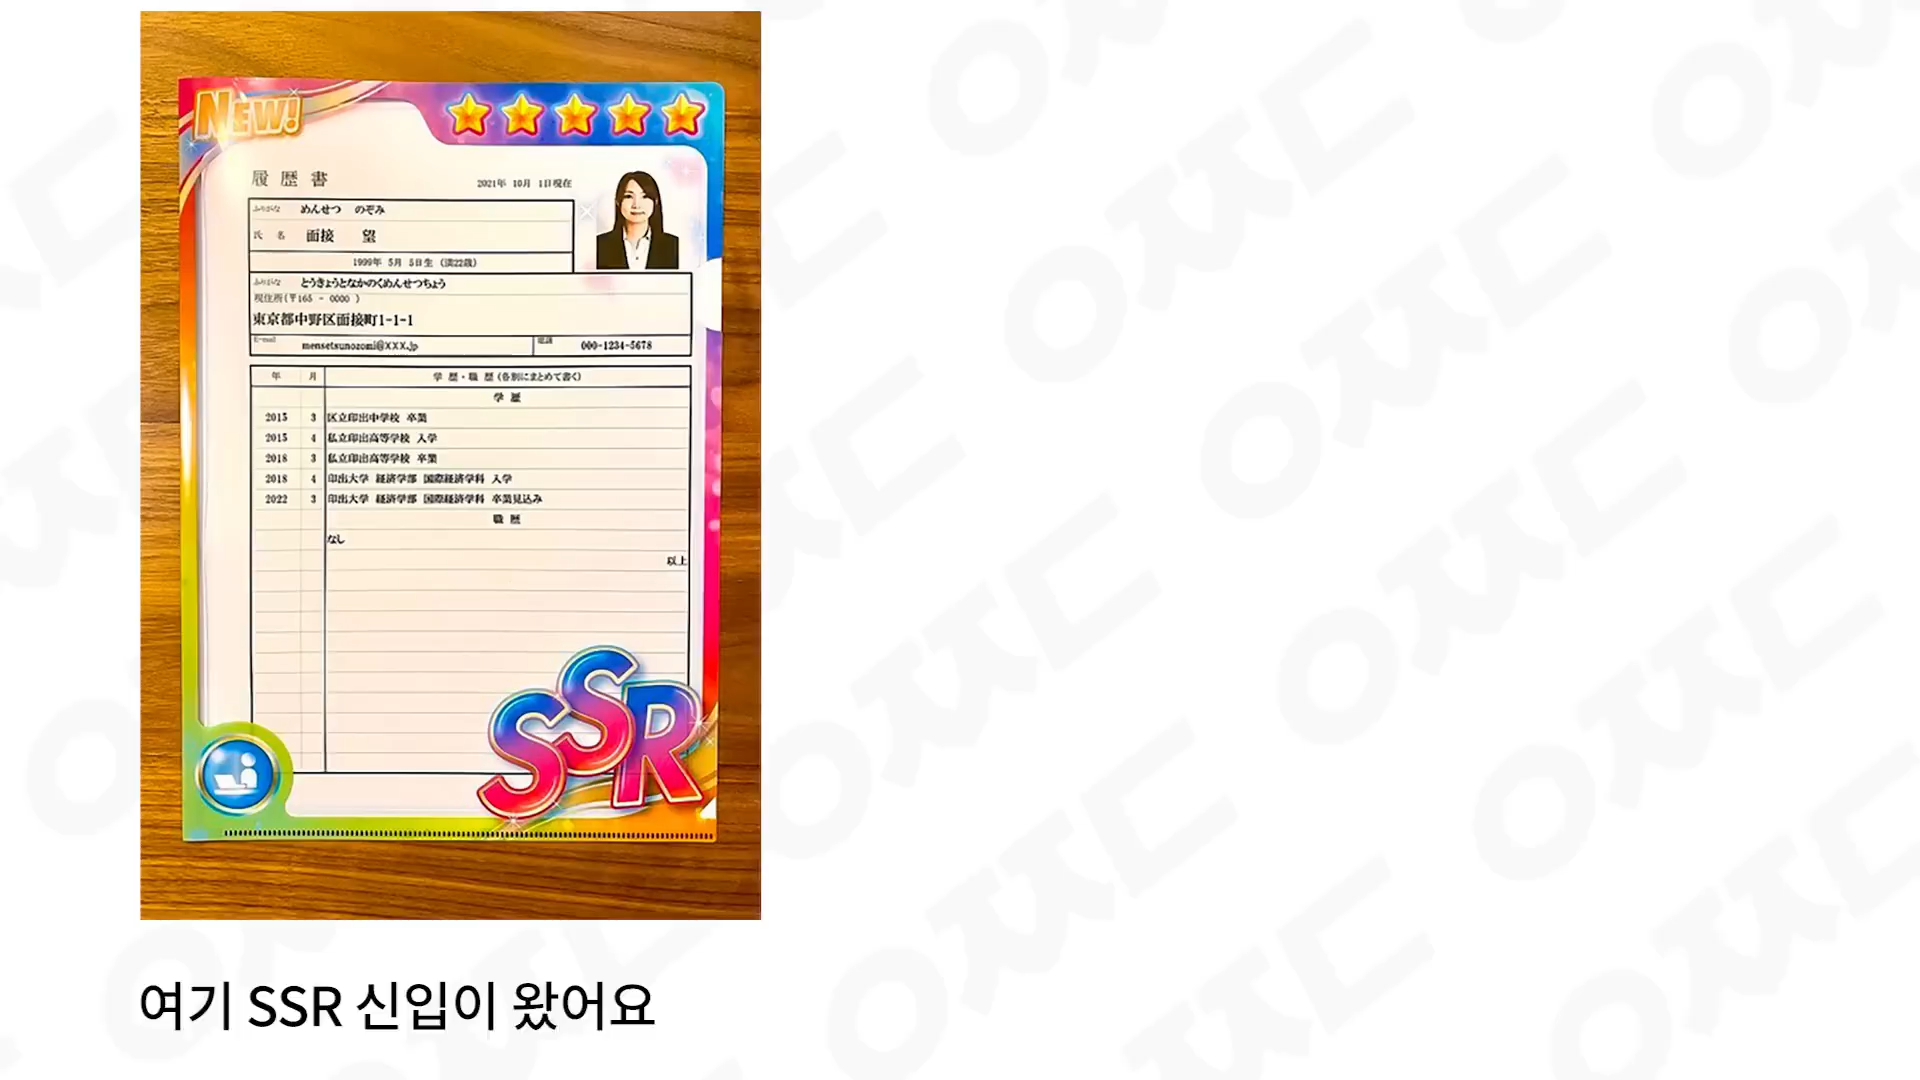 NEW!
履歴書
2021年 10月 1日現在
ふりがな めんせつ のぞみ
氏 名 面接 望
1999年 5月 5日生 (満22歳)
ふりがな とうきょうとなかのくめんせつちょう
現住所(〒165 - 0000 )
東京都中野区面接町1-1-1
E-mail mensetsunozomi@XXX.jp 電話 000-1234-5678
年 月 学 歴・職 歴(各別にまとめて書く)
学 歴
2015 3 区立印出中学校 卒業
2015 4 私立印出高等学校 入学
2018 3 私立印出高等学校 卒業
2018 4 印出大学 経済学部 国際経済学科 入学
2022 3 印出大学 経済学部 国際経済学科 卒業見込み
職 歴
なし
以上
SSR
여기 SSR 신입이 왔어요